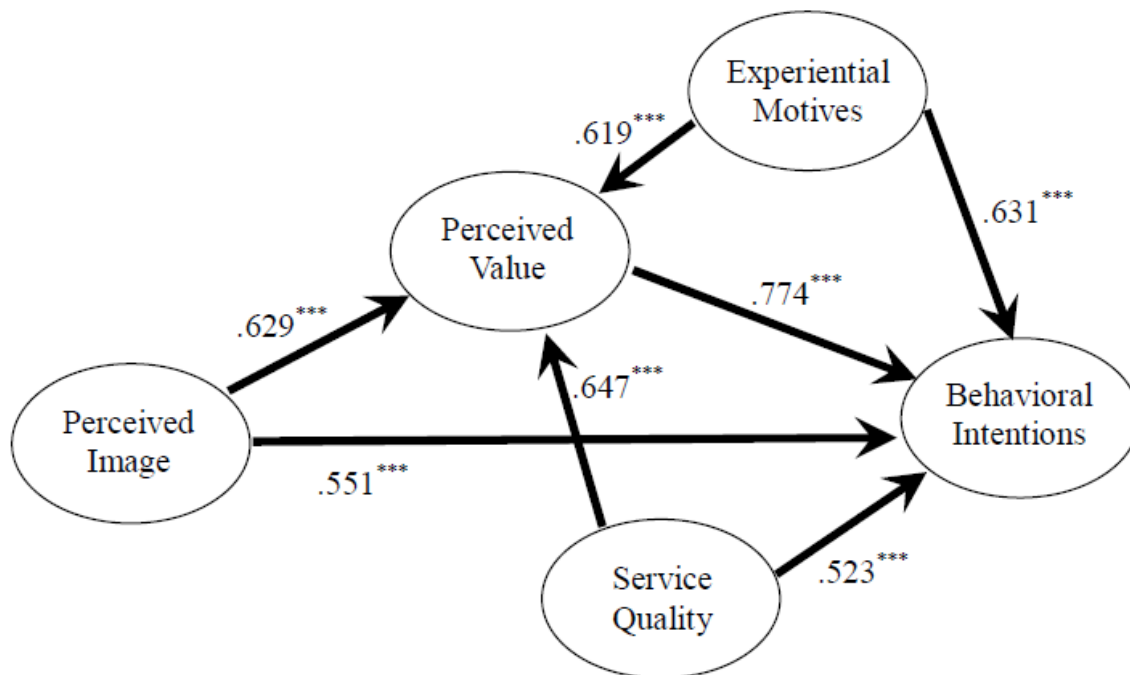 Experiential
Motives
.619***
.631***
Perceived
Value
.774***
.629***
.647***
Behavioral
Intentions
Perceived
Image
.551***
.523***
Service
Quality